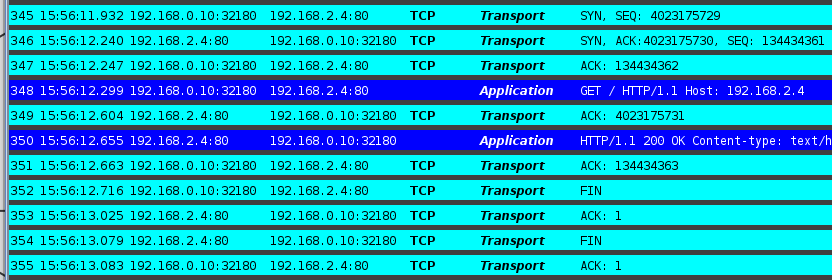 345 15:56:11.932 192.168.0.10:32180 192.168.2.4:80 TCP Transport SYN, SEQ: 4023175729
346 15:56:12.240 192.168.2.4:80 192.168.0.10:32180 TCP Transport SYN, ACK:4023175730, SEQ: 134434361
347 15:56:12.247 192.168.0.10:32180 192.168.2.4:80 TCP Transport ACK: 134434362
348 15:56:12.299 192.168.0.10:32180 192.168.2.4:80 Application GET / HTTP/1.1 Host: 192.168.2.4
349 15:56:12.604 192.168.2.4:80 192.168.0.10:32180 TCP Transport ACK: 4023175731
350 15:56:12.655 192.168.2.4:80 192.168.0.10:32180 Application HTTP/1.1 200 OK Content-type: text/h
351 15:56:12.663 192.168.0.10:32180 192.168.2.4:80 TCP Transport ACK: 134434363
352 15:56:12.716 192.168.0.10:32180 192.168.2.4:80 TCP Transport FIN
353 15:56:13.025 192.168.2.4:80 192.168.0.10:32180 TCP Transport ACK: 1
354 15:56:13.079 192.168.2.4:80 192.168.0.10:32180 TCP Transport FIN
355 15:56:13.083 192.168.0.10:32180 192.168.2.4:80 TCP Transport ACK: 1